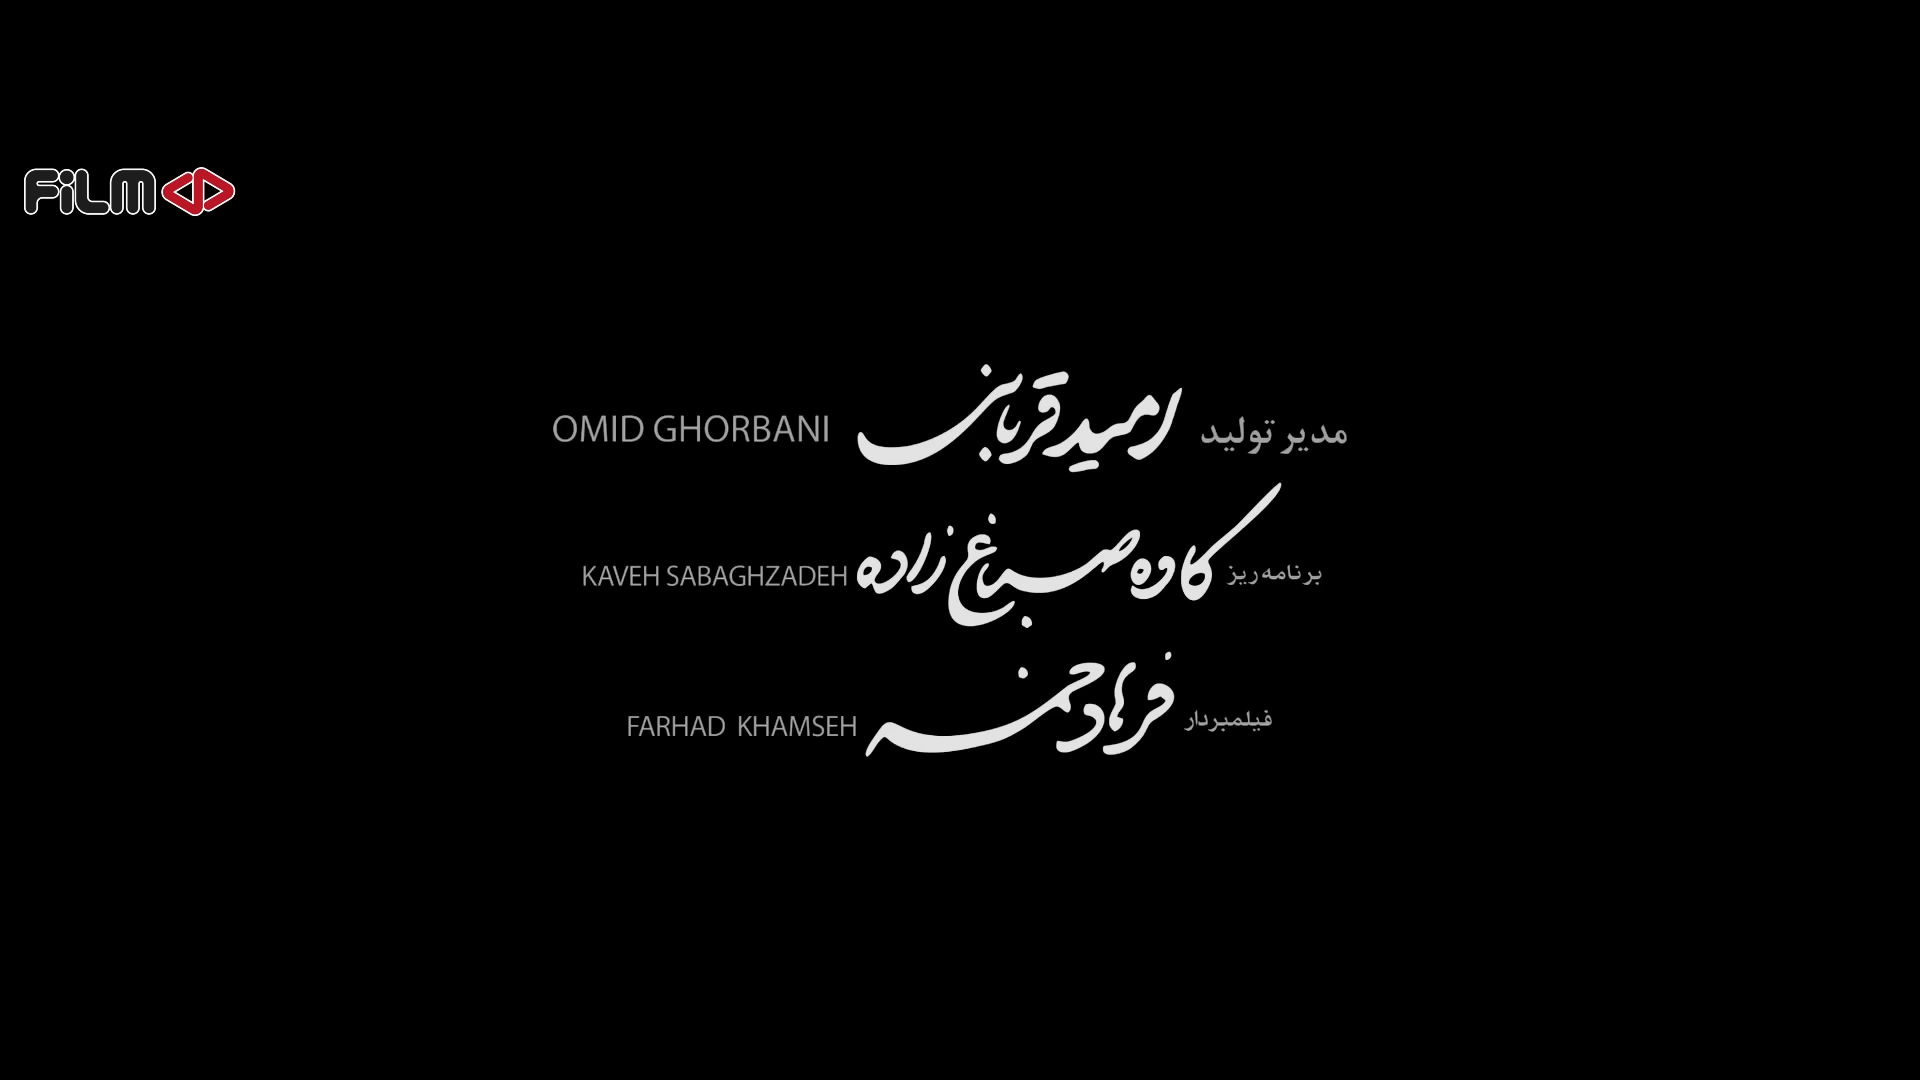 FiLM
مدیر تولید امید قربانی OMID GHORBANI
برنامه ریز کاوه صباغ زاده KAVEH SABAGHZADEH
فیلمبردار فرهاد خمسه FARHAD KHAMSEH